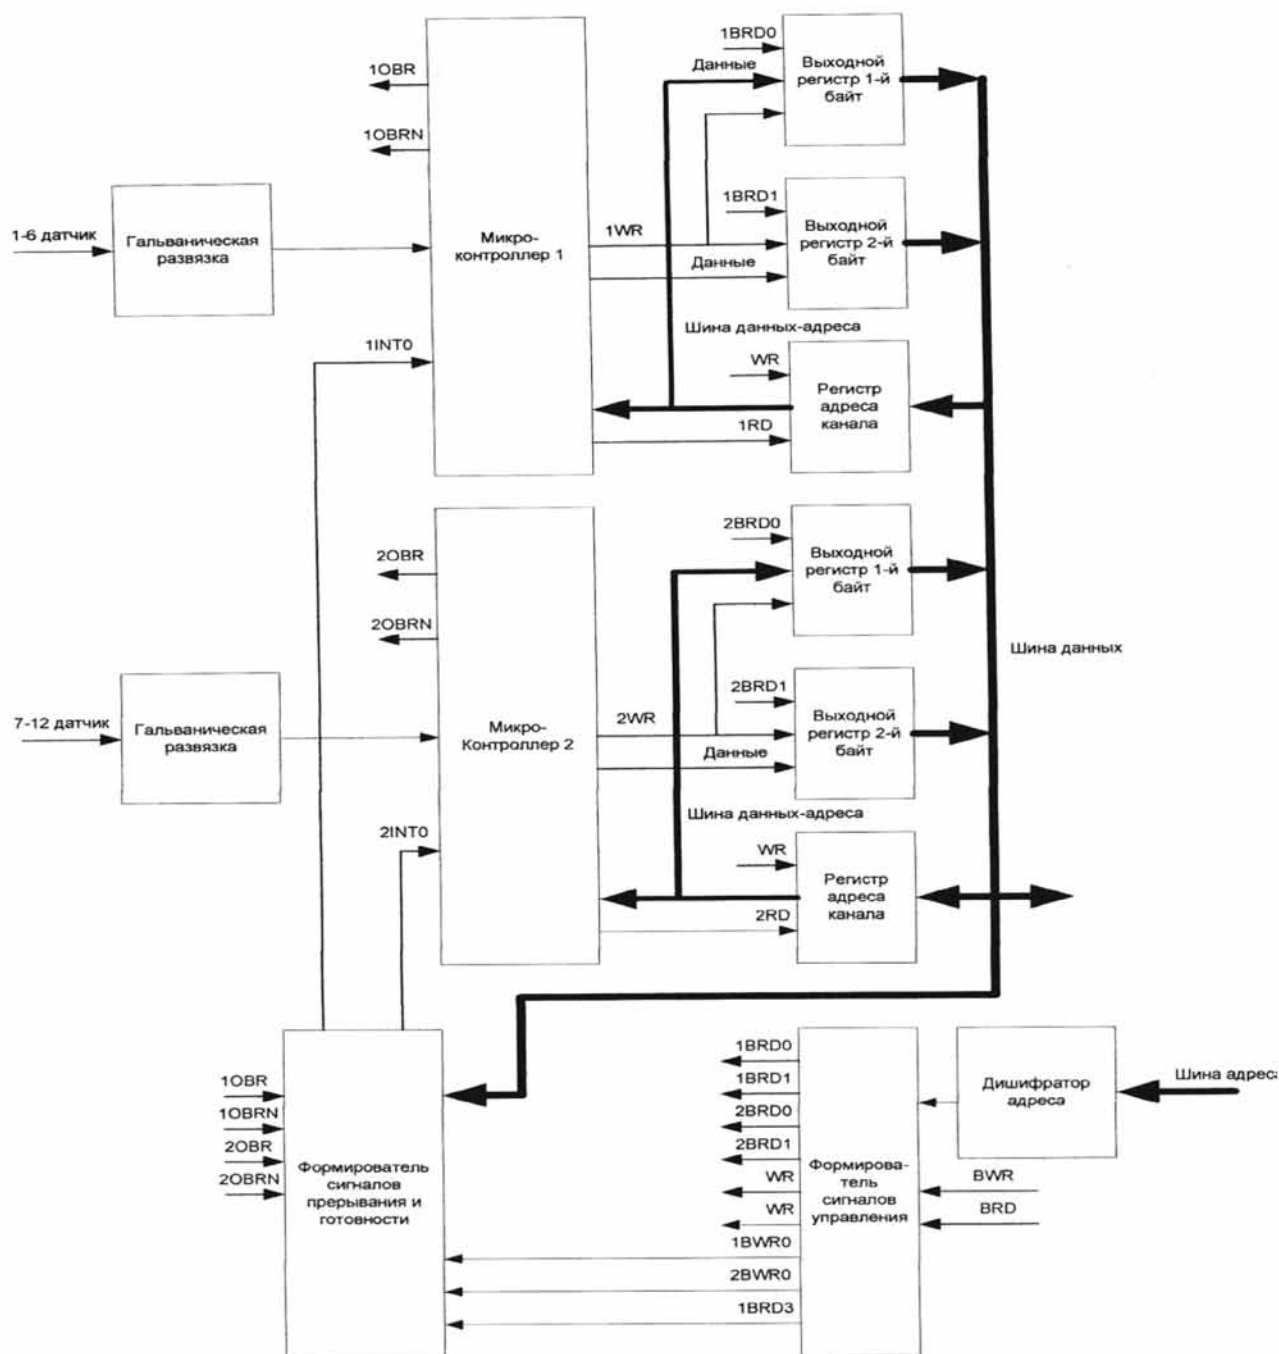 1BRD0
Данные
Выходной
регистр 1-й
байт
1OBR
1OBRN
1BRD1
1-6 датчик
Гальваническая
развязка
Микро-
контроллер 1
1WR
Выходной
регистр 2-й
байт
Данные
Шина данных-адреса
1INT0
WR
Регистр
адреса
канала
1RD
2BRD0
2OBR
Выходной
регистр 1-й
байт
2OBRN
Шина данных
2BRD1
7-12 датчик
Гальваническая
развязка
Микро-
Контроллер 2
2WR
Выходной
регистр 2-й
байт
Данные
Шина данных-адреса
2INT0
WR
Регистр
адреса
канала
2RD
1BRD0
1OBR
1BRD1
Дишифратор
адреса
Шина адреса
1OBRN
2BRD0
2OBR
2BRD1
2OBRN
Формирователь
сигналов
прерывания и
готовности
WR
WR
Формирова-
тель
сигналов
управления
BWR
BRD
1BWR0
2BWR0
1BRD3